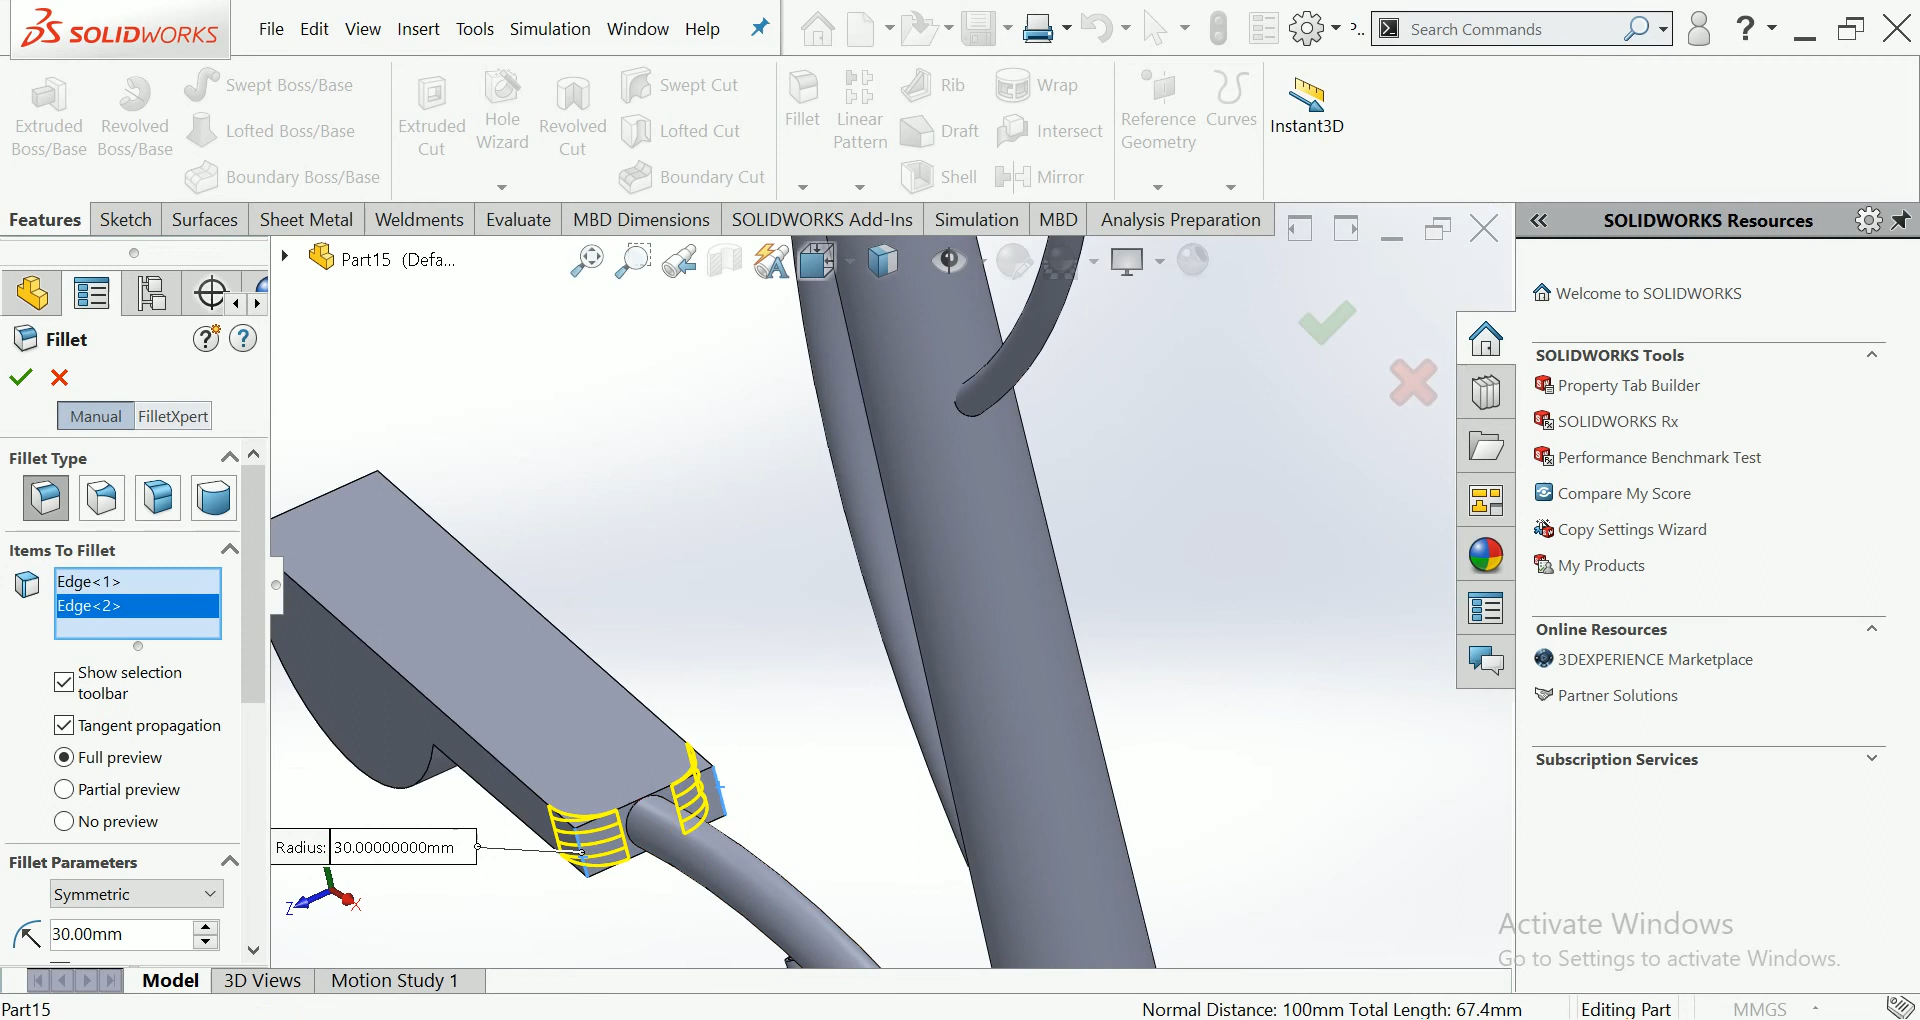 SOLIDWORKS
File Edit View Insert Tools Simulation Window Help
P..
Search Commands
?
Extruded Boss/Base
Revolved Boss/Base
Swept Boss/Base
Lofted Boss/Base
Boundary Boss/Base
Extruded Cut
Hole Wizard
Revolved Cut
Swept Cut
Lofted Cut
Boundary Cut
Fillet
Linear Pattern
Rib
Draft
Shell
Wrap
Intersect
Mirror
Reference Geometry
Curves
Instant3D
Features Sketch Surfaces Sheet Metal Weldments Evaluate MBD Dimensions SOLIDWORKS Add-Ins Simulation MBD Analysis Preparation
Part15 (Defa...
Fillet
Manual FilletXpert
Fillet Type
Items To Fillet
Edge<1>
Edge<2>
Show selection
toolbar
Tangent propagation
Full preview
Partial preview
No preview
Fillet Parameters
Symmetric
30.00mm
Radius: 30.00000000mm
Z X
SOLIDWORKS Resources
Welcome to SOLIDWORKS
SOLIDWORKS Tools
Property Tab Builder
SOLIDWORKS Rx
Performance Benchmark Test
Compare My Score
Copy Settings Wizard
My Products
Online Resources
3DEXPERIENCE Marketplace
Partner Solutions
Subscription Services
Activate Windows
Go to Settings to activate Windows.
Model 3D Views Motion Study 1
Part15
Normal Distance: 100mm Total Length: 67.4mm
Editing Part
MMGS